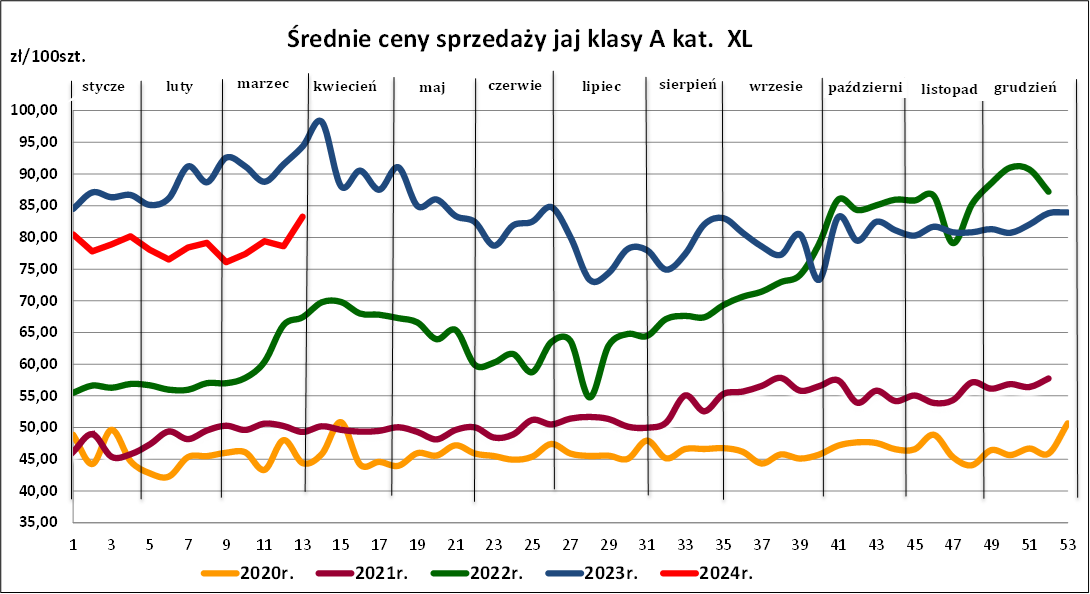 Średnie ceny sprzedaży jaj klasy A kat. XL
zł/100szt.
stycze luty marzec kwiecień maj czerwie lipiec sierpień wrzesie październi listopad grudzień
100,00
95,00
90,00
85,00
80,00
75,00
70,00
65,00
60,00
55,00
50,00
45,00
40,00
35,00
1 3 5 7 9 11 13 15 17 19 21 23 25 27 29 31 33 35 37 39 41 43 45 47 49 51 53
2020r. 2021r. 2022r. 2023r. 2024r.